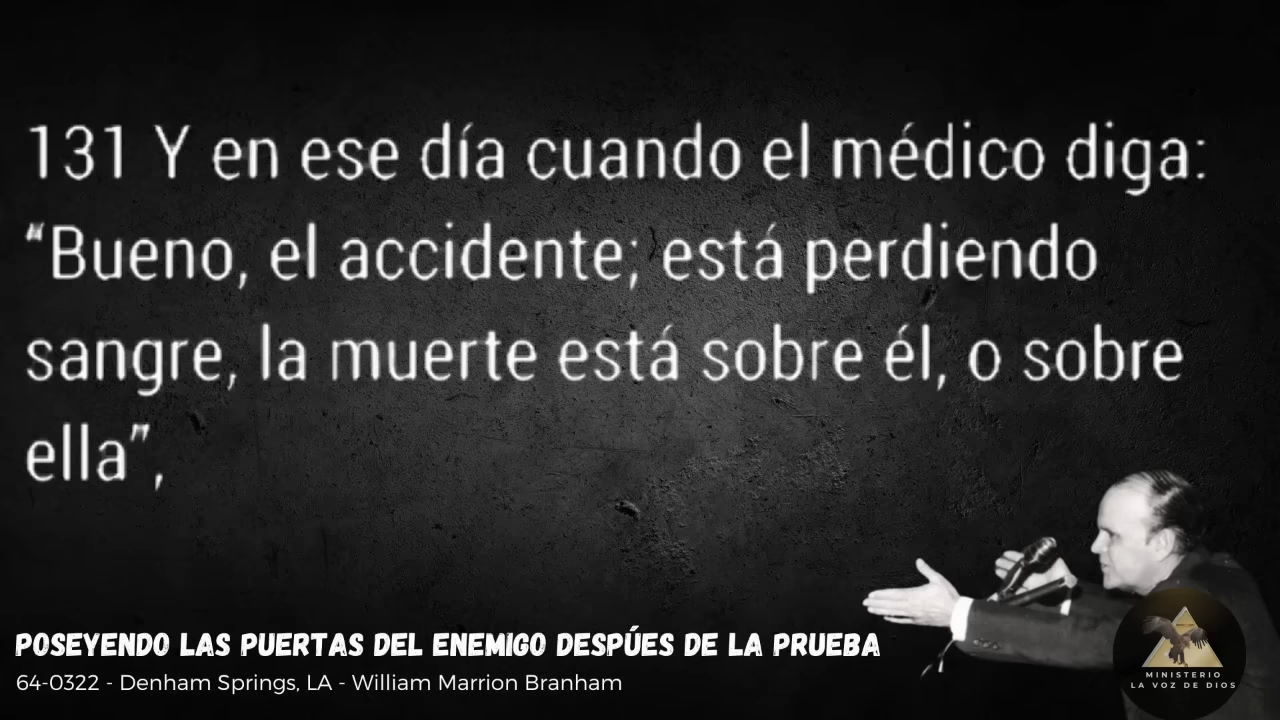 131 Y en ese día cuando el médico diga:
“Bueno, el accidente; está perdiendo
sangre, la muerte está sobre él, o sobre
ella”,
POSEYENDO LAS PUERTAS DEL ENEMIGO DESPÚES DE LA PRUEBA
64-0322 - Denham Springs, LA - William Marrion Branham
MINISTERIO
LA VOZ DE DIOS